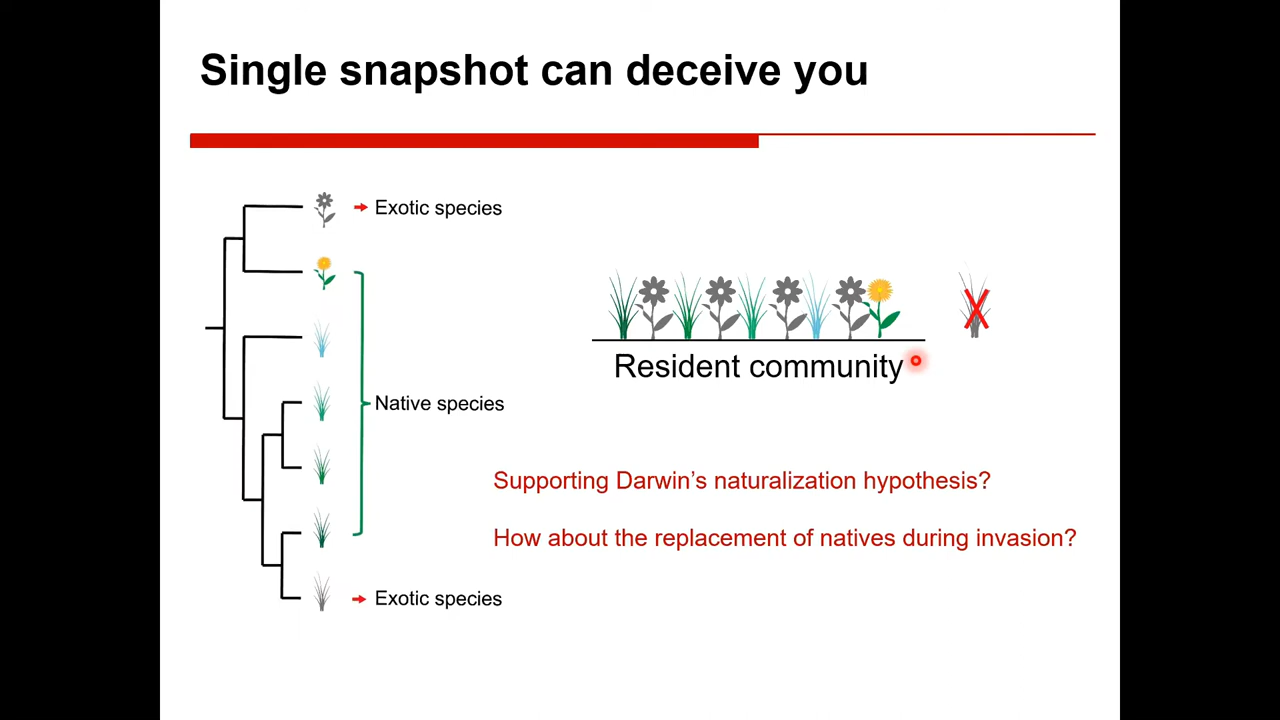 Single snapshot can deceive you
Exotic species
Native species
Exotic species
Resident community
Supporting Darwin’s naturalization hypothesis?
How about the replacement of natives during invasion?